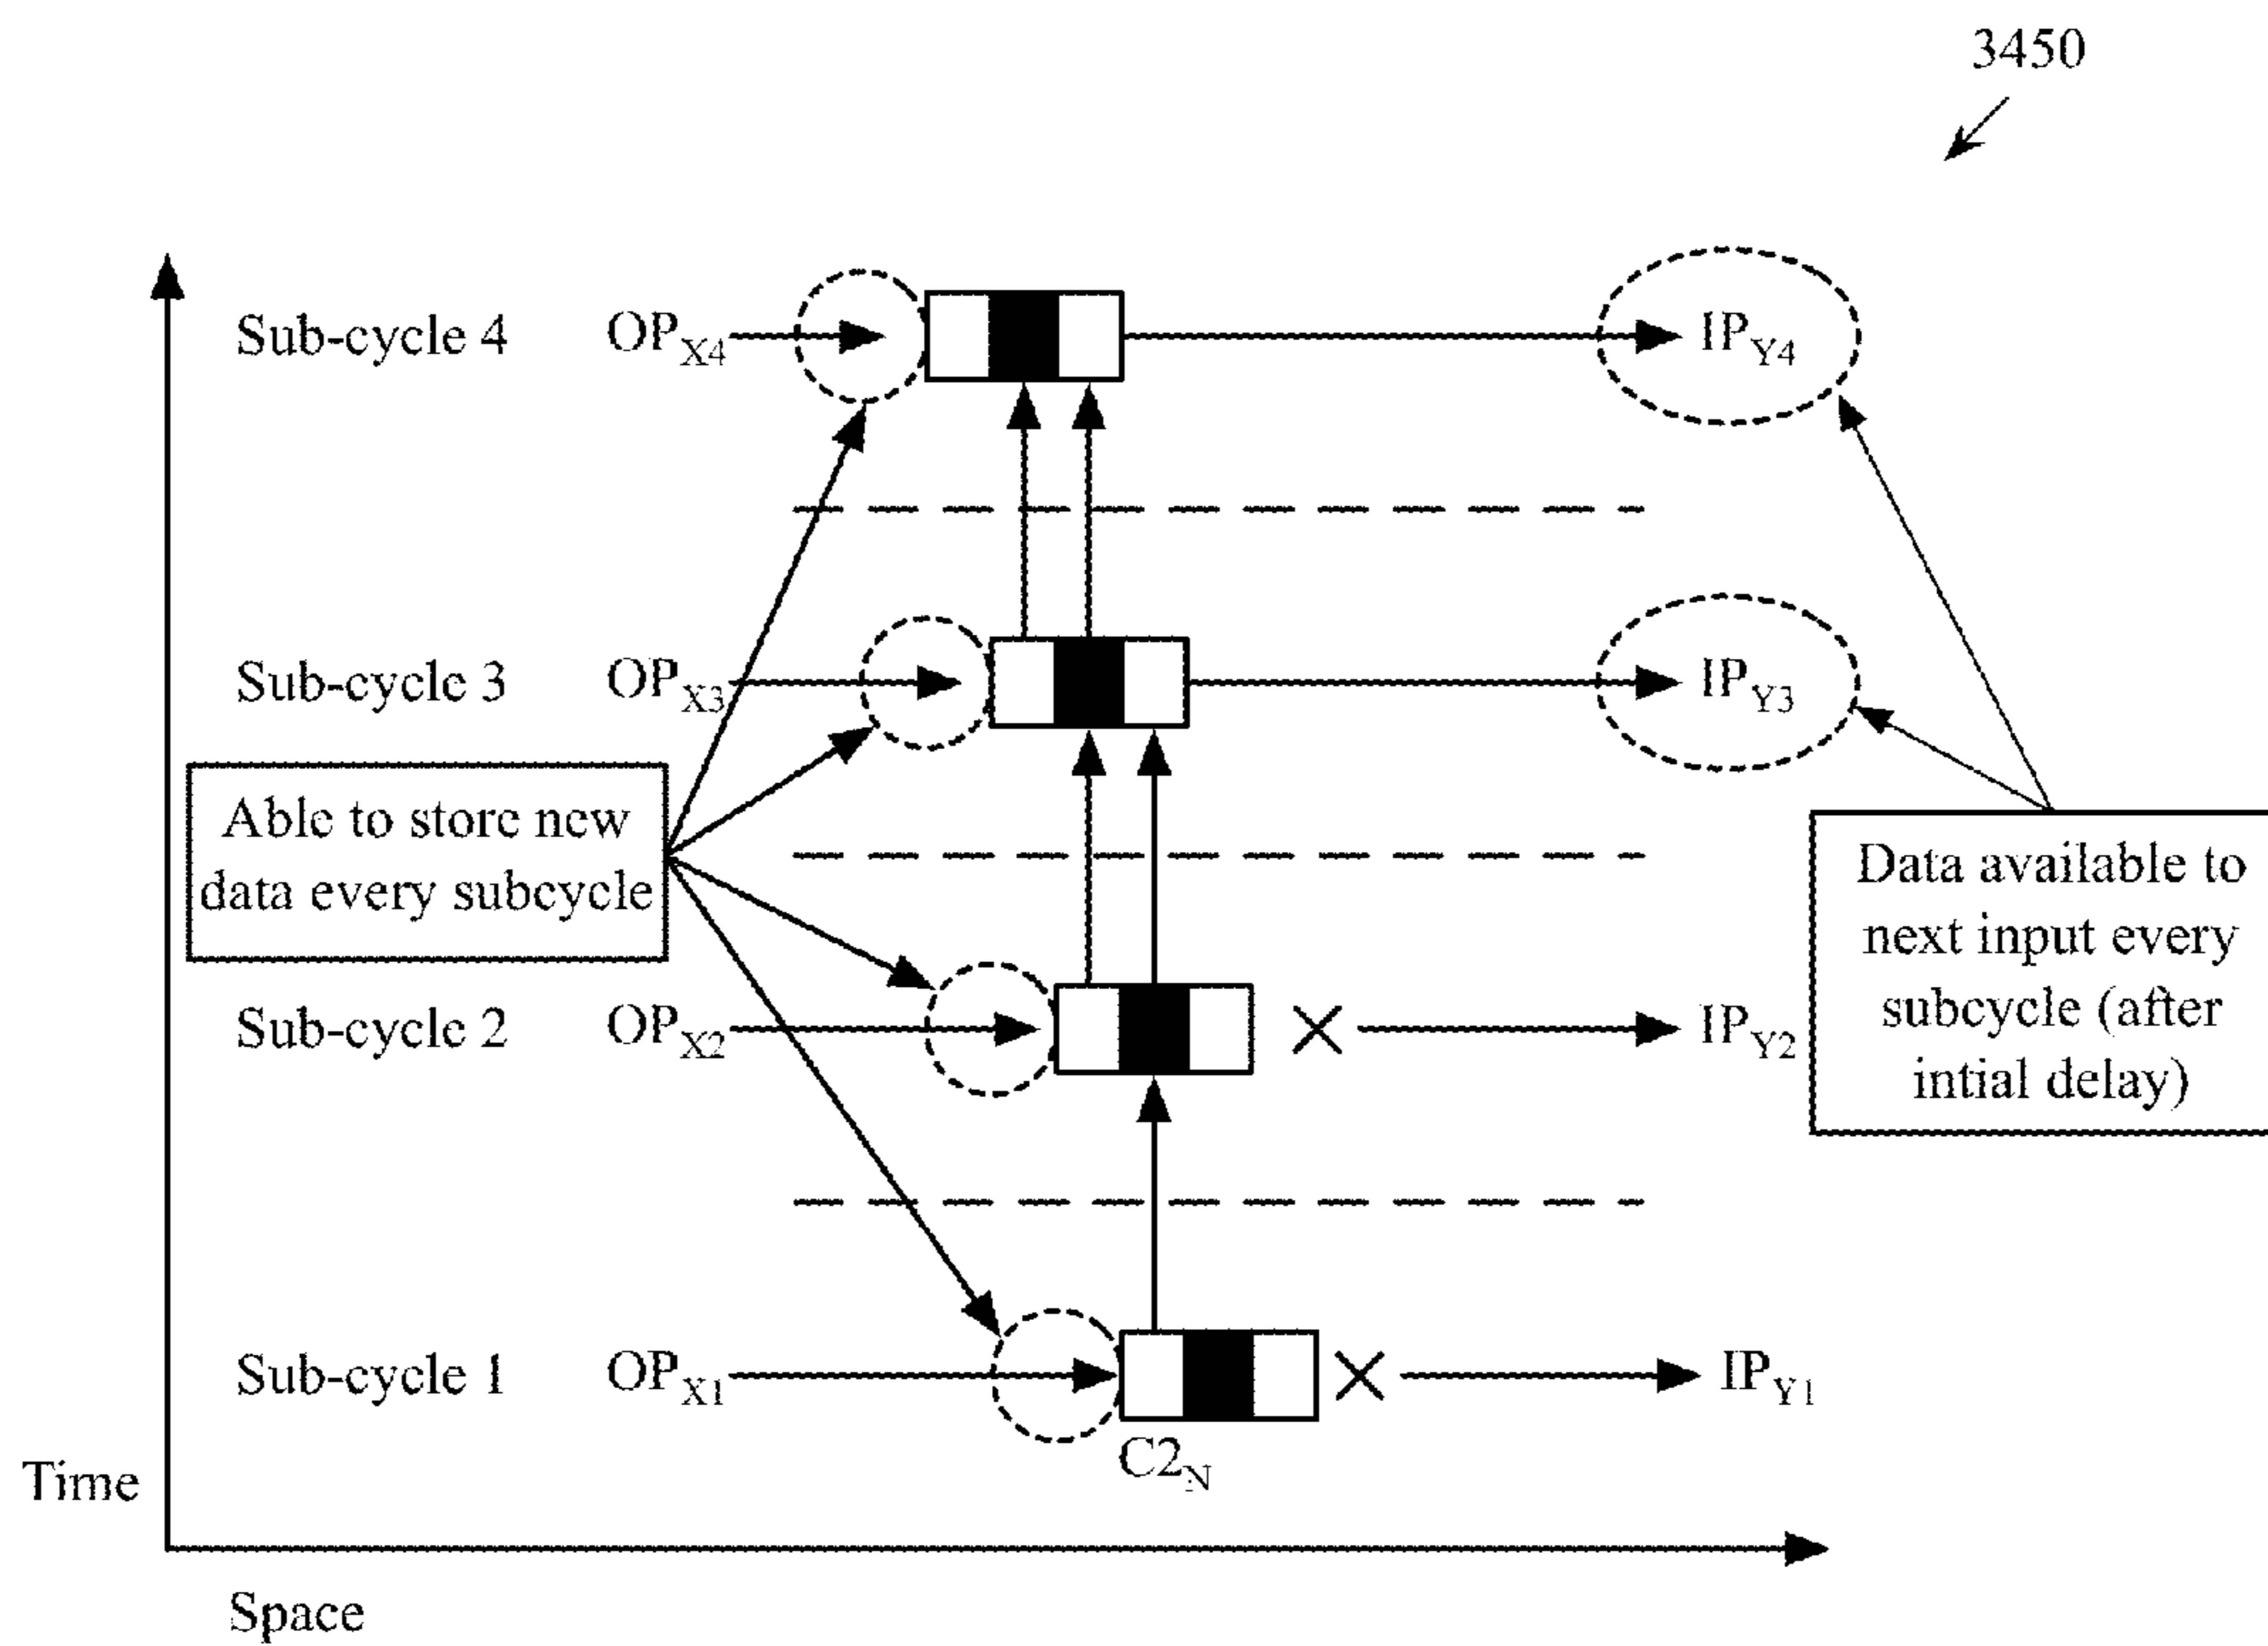 3450
Sub-cycle 4 OPX4 IPY4
Sub-cycle 3 OPX3 IPY3
Able to store new
data every subcycle
Data available to
next input every
subcycle (after
intial delay)
Sub-cycle 2 OPX2 IPY2
Sub-cycle 1 OPX1 IPY1
C2N
Time
Space